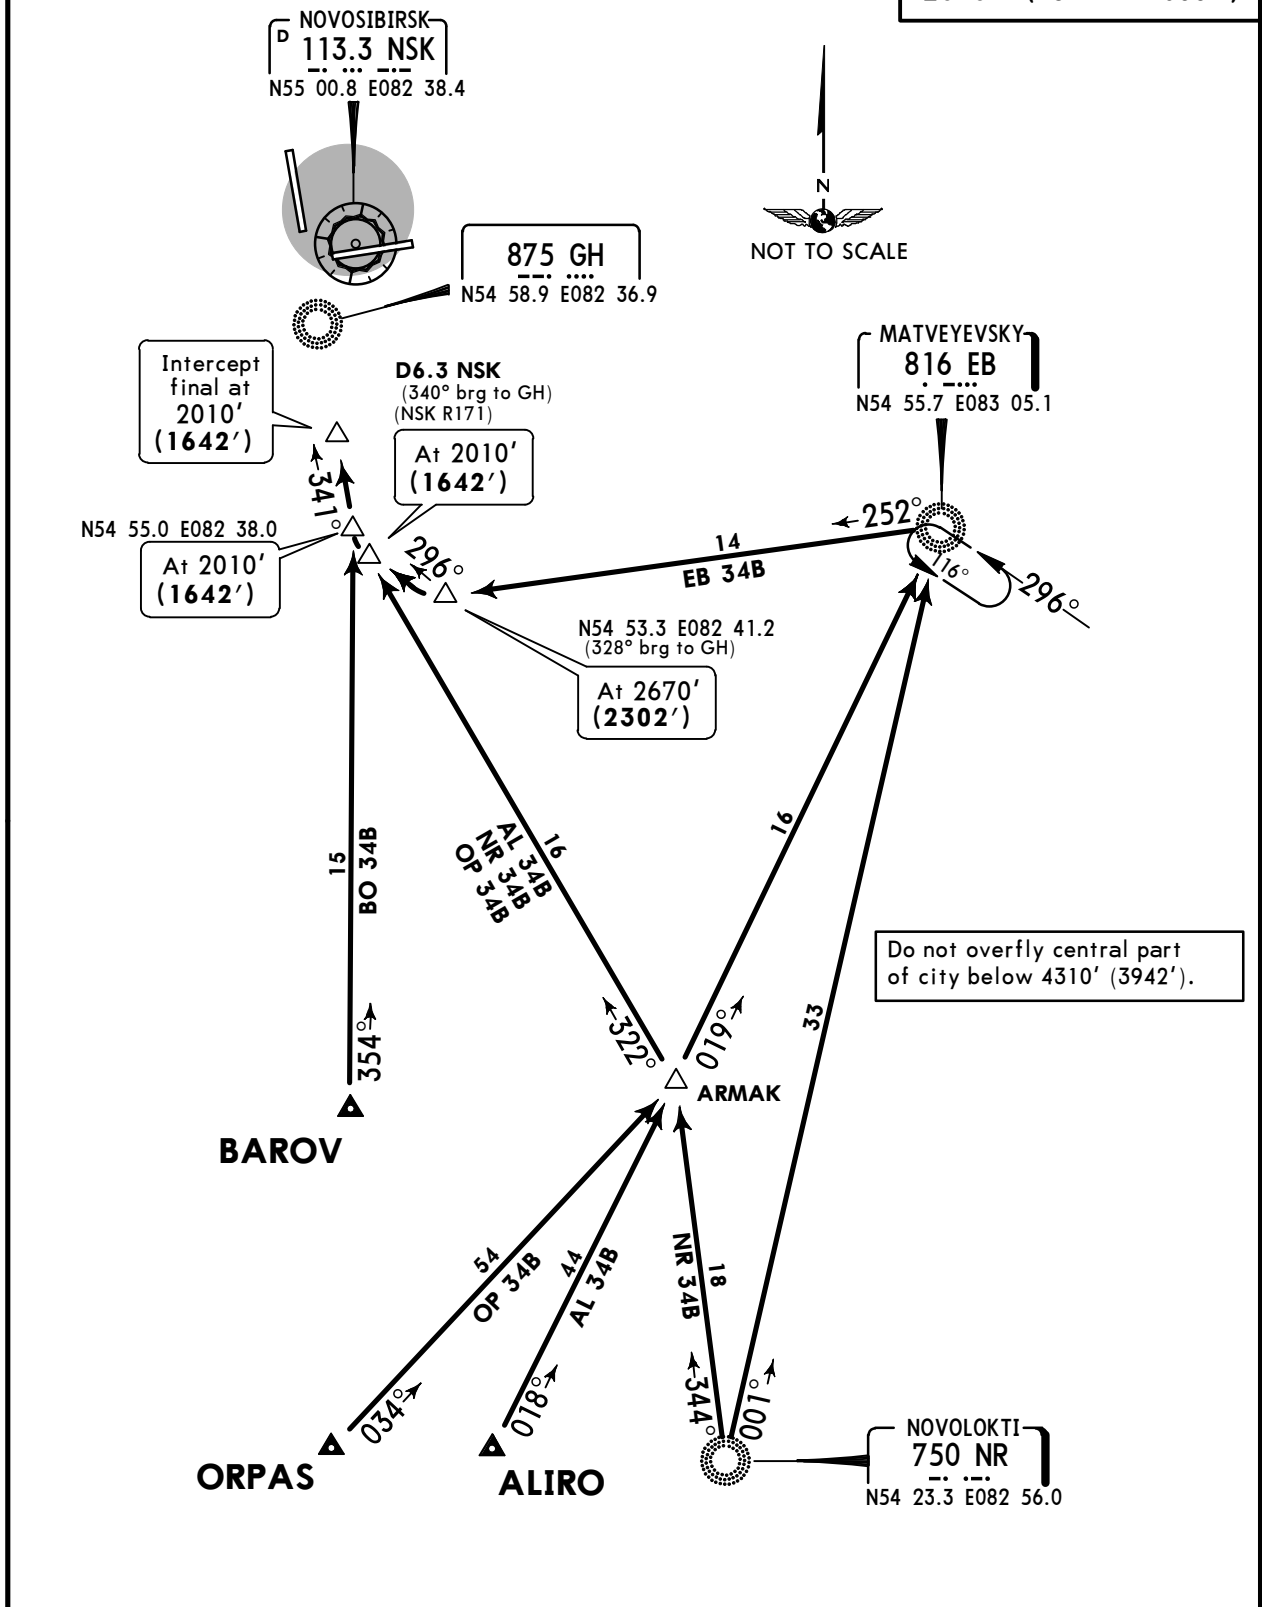 NOVOSIBIRSK
D 113.3 NSK
N55 00.8 E082 38.4
N
NOT TO SCALE
875 GH
N54 58.9 E082 36.9
MATVEYEVSKY
816 EB
N54 55.7 E083 05.1
Intercept
final at
2010'
(1642')
D6.3 NSK
(340° brg to GH)
(NSK R171)
At 2010'
(1642')
341°
N54 55.0 E082 38.0
At 2010'
(1642')
296°
252°
14
EB 34B
116°
296°
N54 53.3 E082 41.2
(328° brg to GH)
At 2670'
(2302')
15
BO 34B
16
AL 34B
NR 34B
OP 34B
16
Do not overfly central part
of city below 4310' (3942').
33
354°
322°
019°
ARMAK
BAROV
54
OP 34B
44
AL 34B
18
NR 34B
034°
018°
344°
001°
ORPAS
ALIRO
NOVOLOKTI
750 NR
N54 23.3 E082 56.0